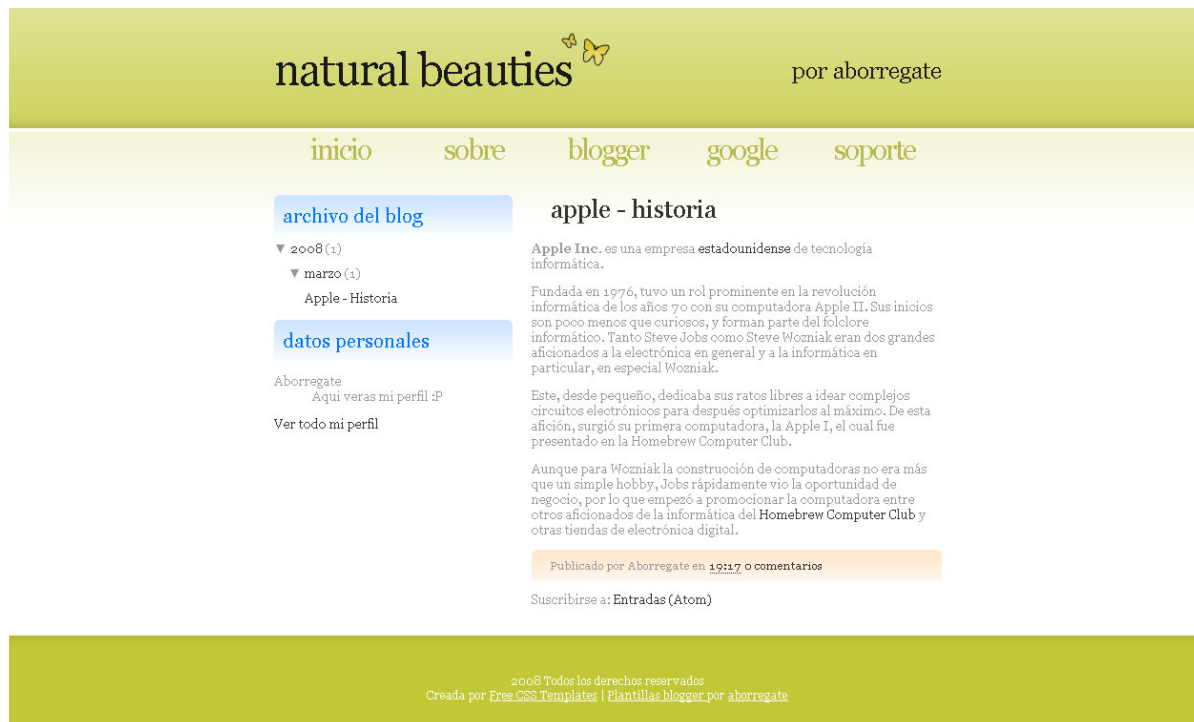 natural beauties
por aborregate
inicio sobre blogger google soporte
archivo del blog
▼ 2008 (1)
▼ marzo (1)
Apple - Historia
datos personales
Aborregate
Aqui veras mi perfil :P
Ver todo mi perfil
apple - historia
Apple Inc. es una empresa estadounidense de tecnología
informática.
Fundada en 1976, tuvo un rol prominente en la revolución
informática de los años 70 con su computadora Apple II. Sus inicios
son poco menos que curiosos, y forman parte del folclore
informático. Tanto Steve Jobs como Steve Wozniak eran dos grandes
aficionados a la electrónica en general y a la informática en
particular, en especial Wozniak.
Este, desde pequeño, dedicaba sus ratos libres a idear complejos
circuitos electrónicos para después optimizarlos al máximo. De esta
afición, surgió su primera computadora, la Apple I, el cual fue
presentado en la Homebrew Computer Club.
Aunque para Wozniak la construcción de computadoras no era más
que un simple hobby, Jobs rápidamente vio la oportunidad de
negocio, por lo que empezó a promocionar la computadora entre
otros aficionados de la informática del Homebrew Computer Club y
otras tiendas de electrónica digital.
Publicado por Aborregate en 19:17 0 comentarios
Suscribirse a: Entradas (Atom)
2008 Todos los derechos reservados
Creada por Free CSS Templates | Plantillas blogger por aborregate